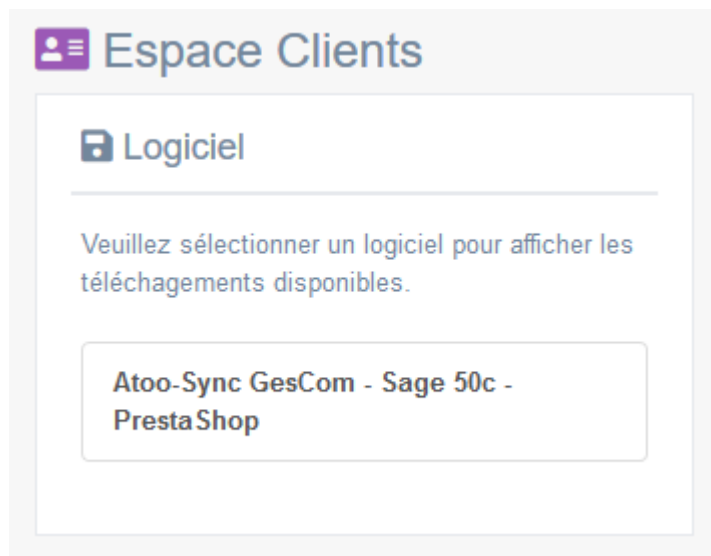 Espace Clients
Logiciel
Veuillez sélectionner un logiciel pour afficher les
téléchagements disponibles.
Atoo-Sync GesCom - Sage 50c -
PrestaShop